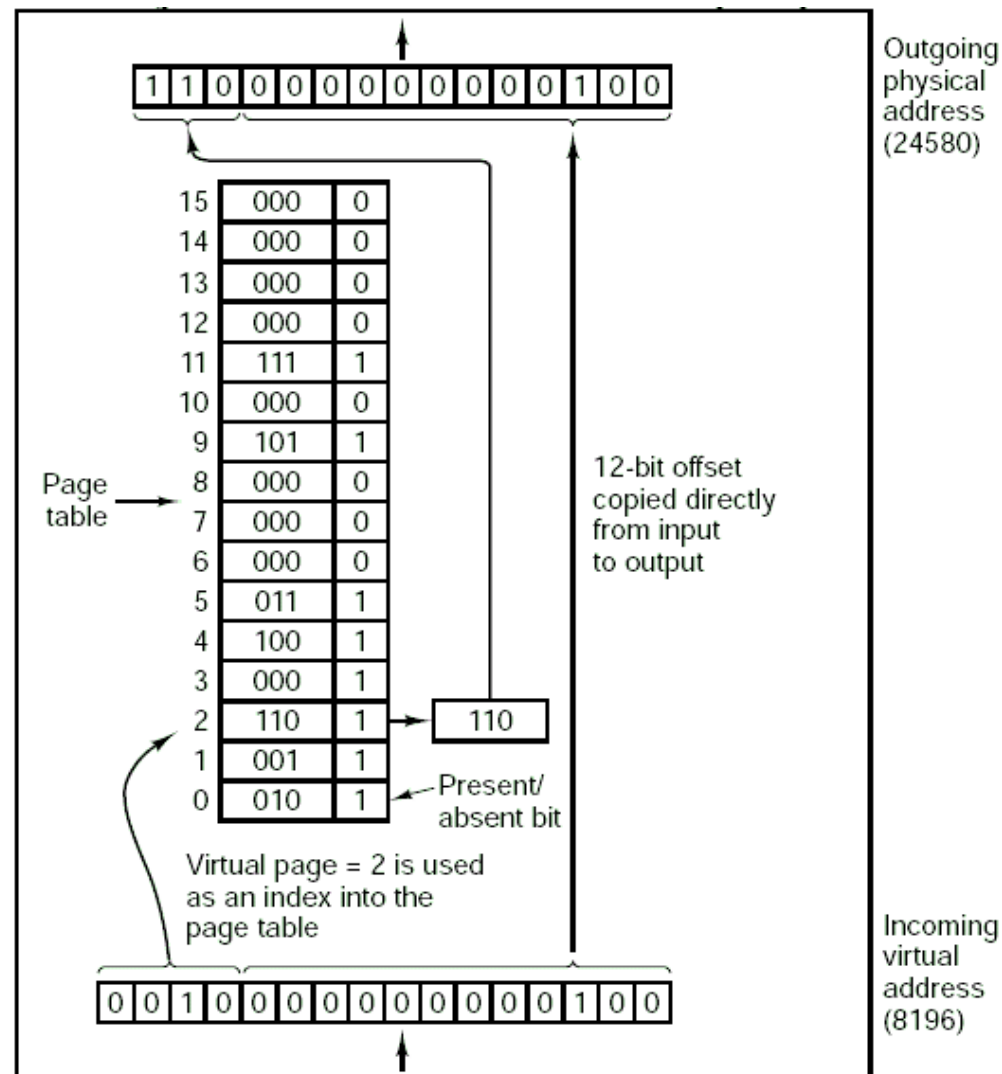 1 1 0 0 0 0 0 0 0 0 0 0 1 0 0
Outgoing
physical
address
(24580)
15 000 0
14 000 0
13 000 0
12 000 0
11 111 1
10 000 0
9 101 1
8 000 0
7 000 0
6 000 0
5 011 1
4 100 1
3 000 1
2 110 1
1 001 1
0 010 1
110
Page
table
12-bit offset
copied directly
from input
to output
Present/
absent bit
Virtual page = 2 is used
as an index into the
page table
0 0 1 0 0 0 0 0 0 0 0 0 0 1 0 0
Incoming
virtual
address
(8196)